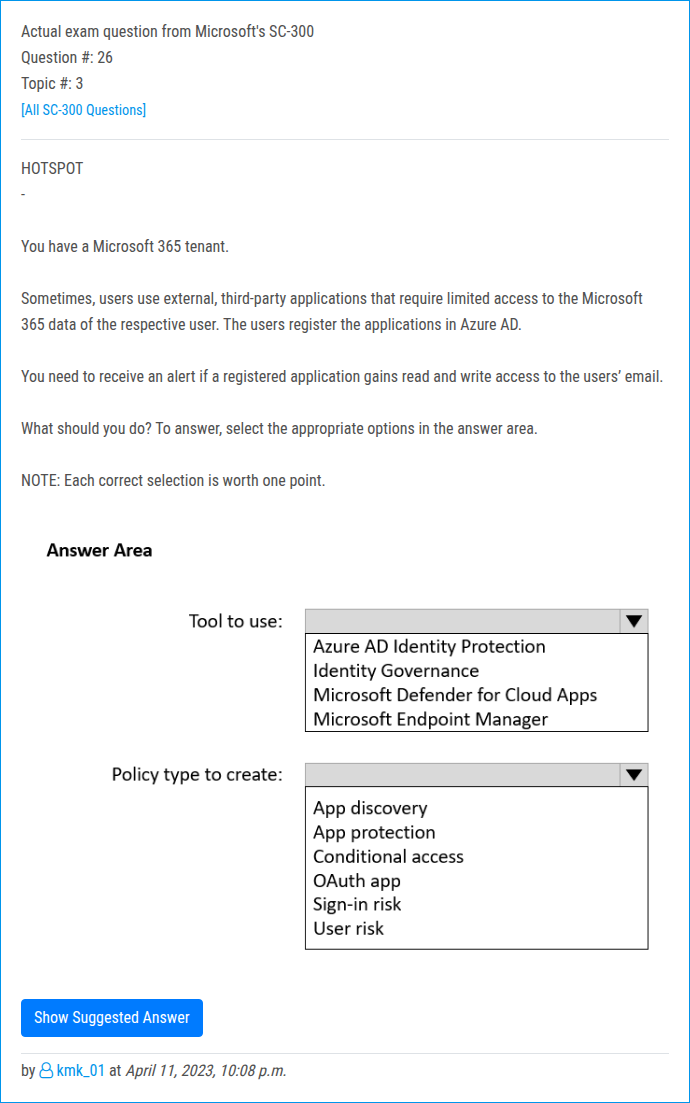 Actual exam question from Microsoft's SC-300
Question #: 26
Topic #: 3
[All SC-300 Questions]
HOTSPOT
-
You have a Microsoft 365 tenant.
Sometimes, users use external, third-party applications that require limited access to the Microsoft
365 data of the respective user. The users register the applications in Azure AD.
You need to receive an alert if a registered application gains read and write access to the users’ email.
What should you do? To answer, select the appropriate options in the answer area.
NOTE: Each correct selection is worth one point.
Answer Area
Tool to use:
Azure AD Identity Protection
Identity Governance
Microsoft Defender for Cloud Apps
Microsoft Endpoint Manager
Policy type to create:
App discovery
App protection
Conditional access
OAuth app
Sign-in risk
User risk
Show Suggested Answer
by kmk_01 at April 11, 2023, 10:08 p.m.